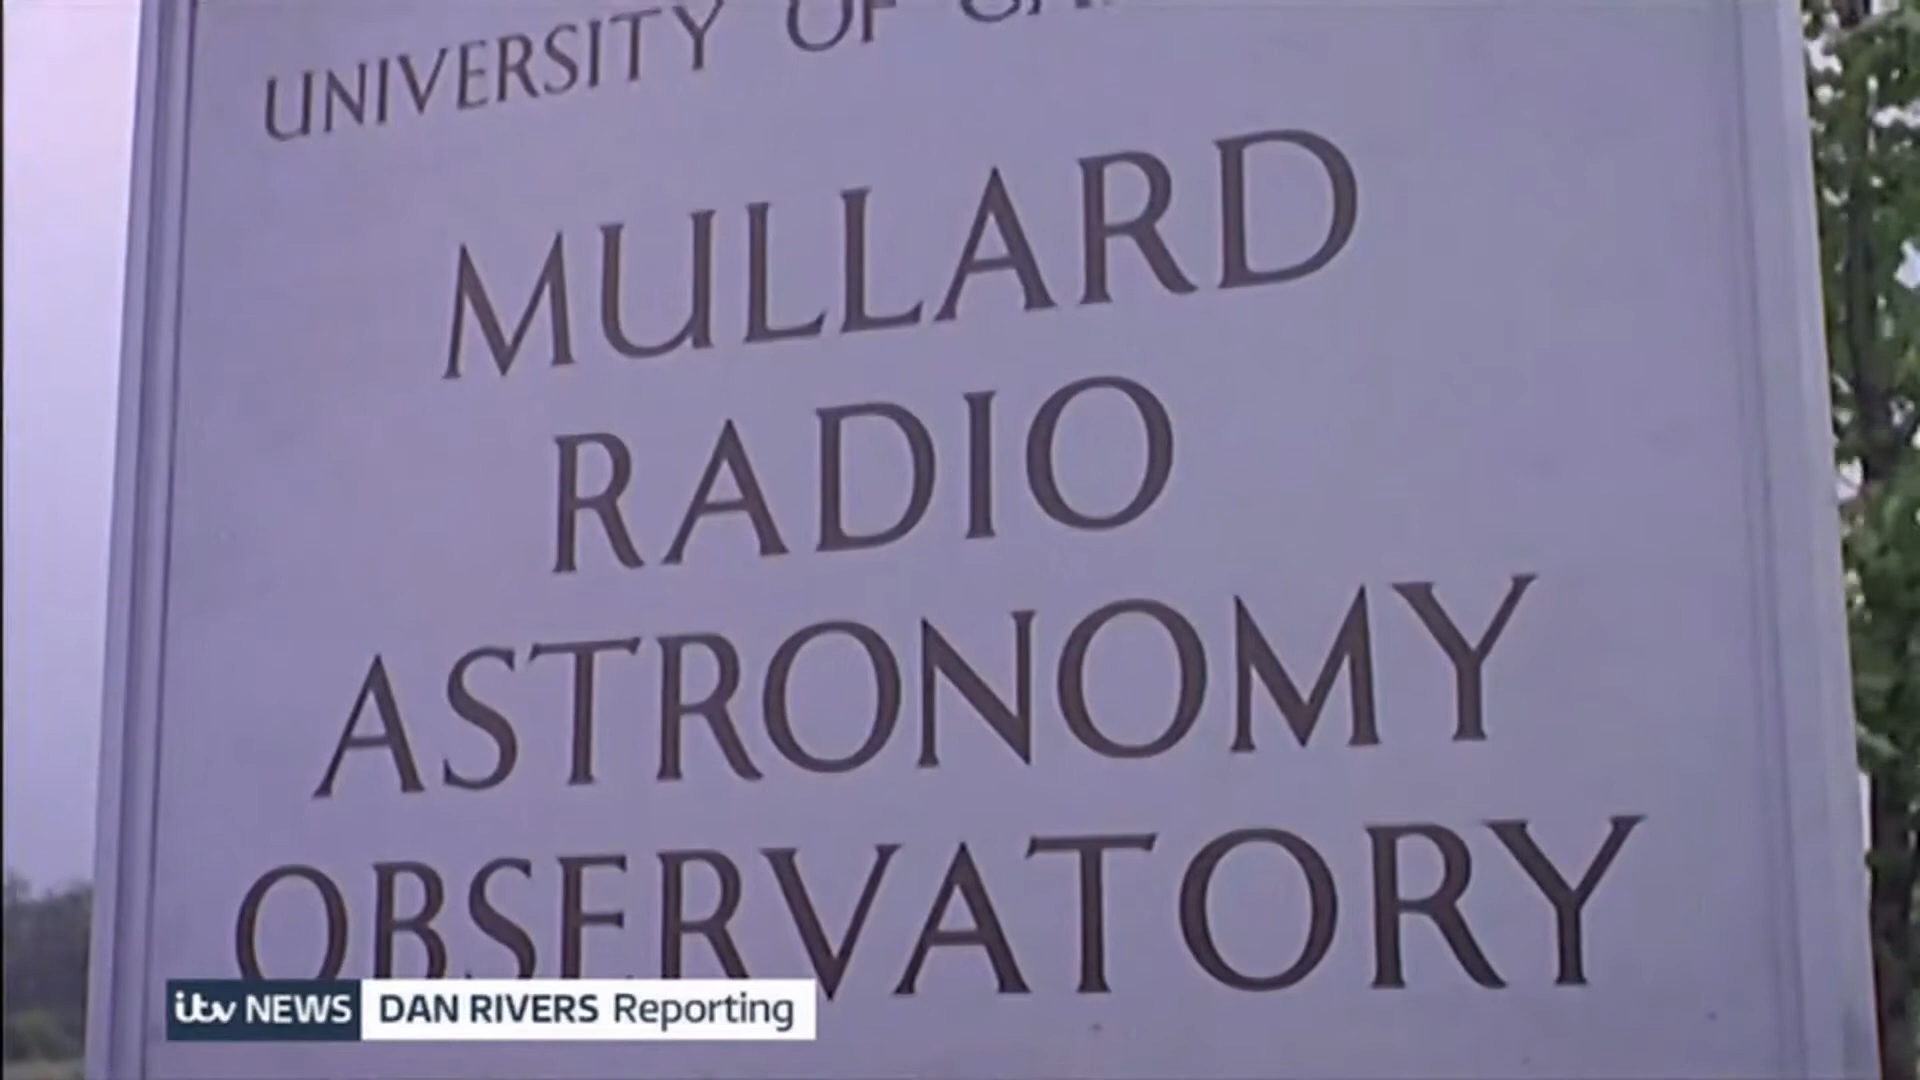 UNIVERSITY OF
MULLARD
RADIO
ASTRONOMY
OBSERVATORY
itv NEWS DAN RIVERS Reporting